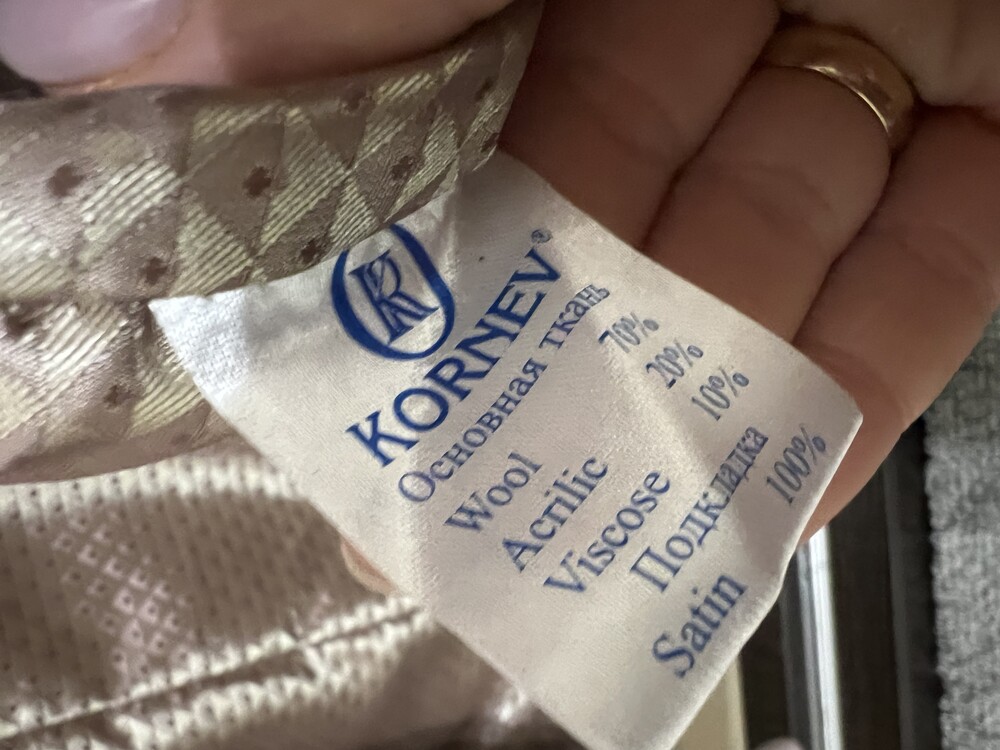 KORNEV®
Основная ткань
Wool 70%
Acrilic 20%
Viscose 10%
Подкладка
Satin 100%